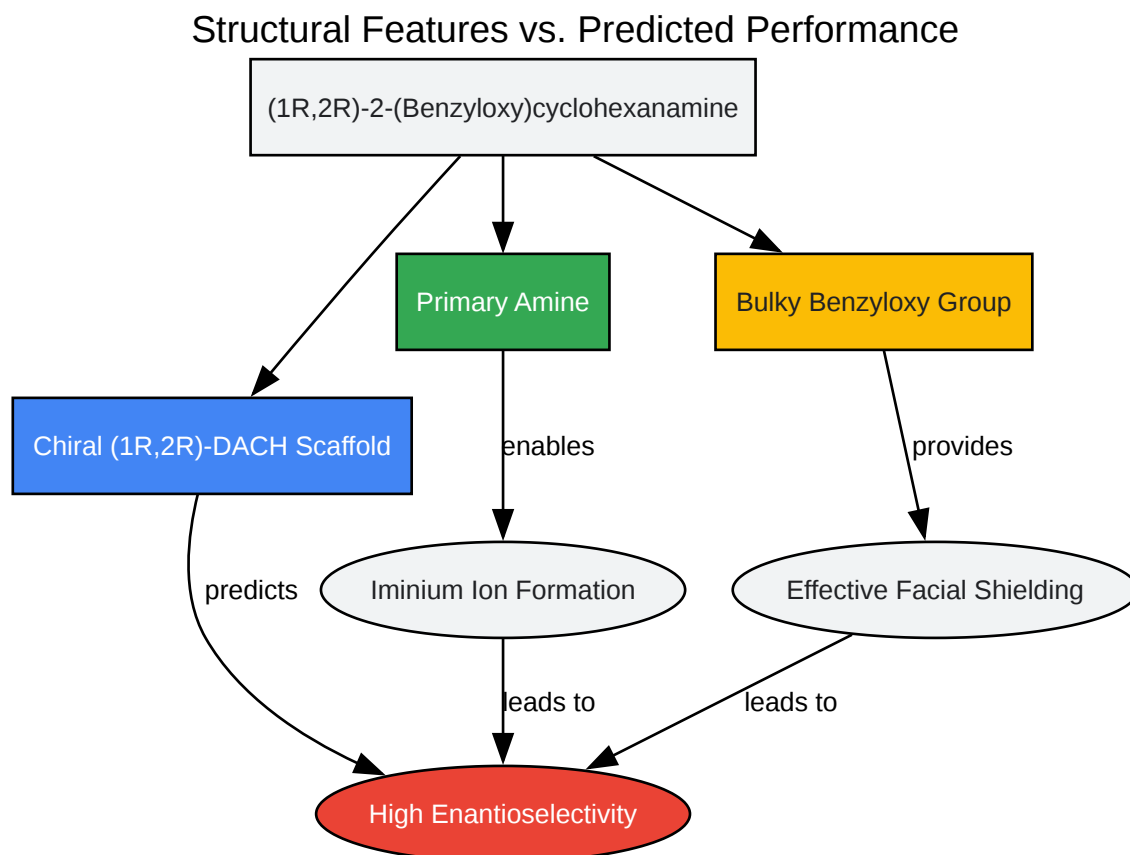 Structural Features vs. Predicted Performance
(1R,2R)-2-(Benzyloxy)cyclohexanamine
Primary Amine
Bulky Benzyloxy Group
Chiral (1R,2R)-DACH Scaffold
enables
provides
predicts
Iminium Ion Formation
Effective Facial Shielding
leads to
leads to
High Enantioselectivity